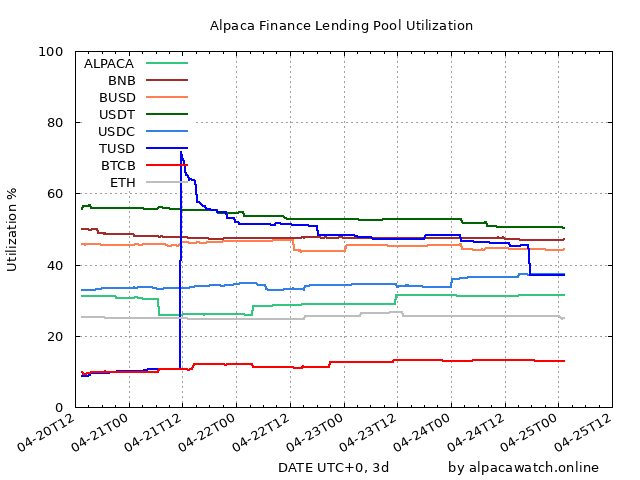 Alpaca Finance Lending Pool Utilization
100
80
60
40
20
0
Utilization %
ALPACA
BNB
BUSD
USDT
USDC
TUSD
BTCB
ETH
04-20T12
04-21T00
04-21T12
04-22T00
04-22T12
04-23T00
04-23T12
04-24T00
04-24T12
04-25T00
04-25T12
DATE UTC+0, 3d
by alpacawatch.online